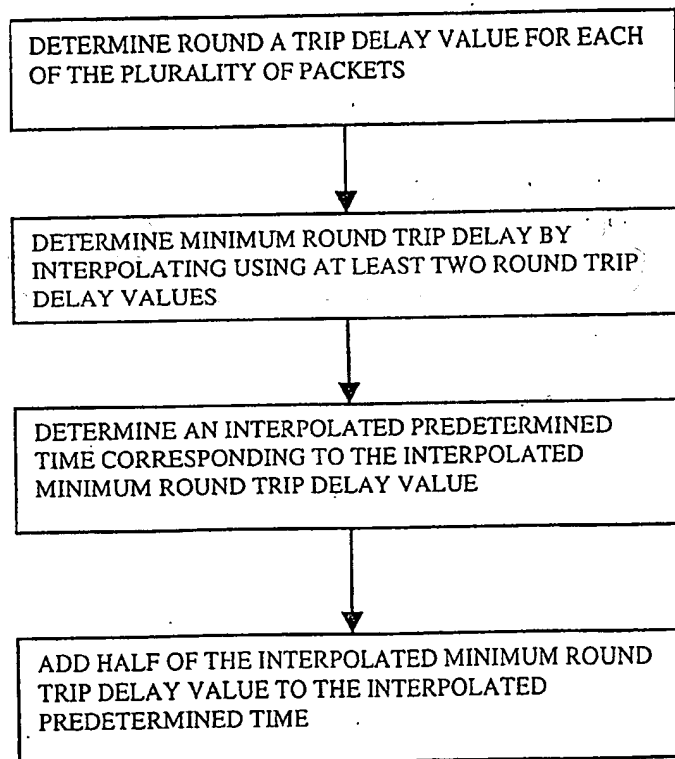 DETERMINE ROUND A TRIP DELAY VALUE FOR EACH
OF THE PLURALITY OF PACKETS
DETERMINE MINIMUM ROUND TRIP DELAY BY
INTERPOLATING USING AT LEAST TWO ROUND TRIP
DELAY VALUES
DETERMINE AN INTERPOLATED PREDETERMINED
TIME CORRESPONDING TO THE INTERPOLATED
MINIMUM ROUND TRIP DELAY VALUE
ADD HALF OF THE INTERPOLATED MINIMUM ROUND
TRIP DELAY VALUE TO THE INTERPOLATED
PREDETERMINED TIME